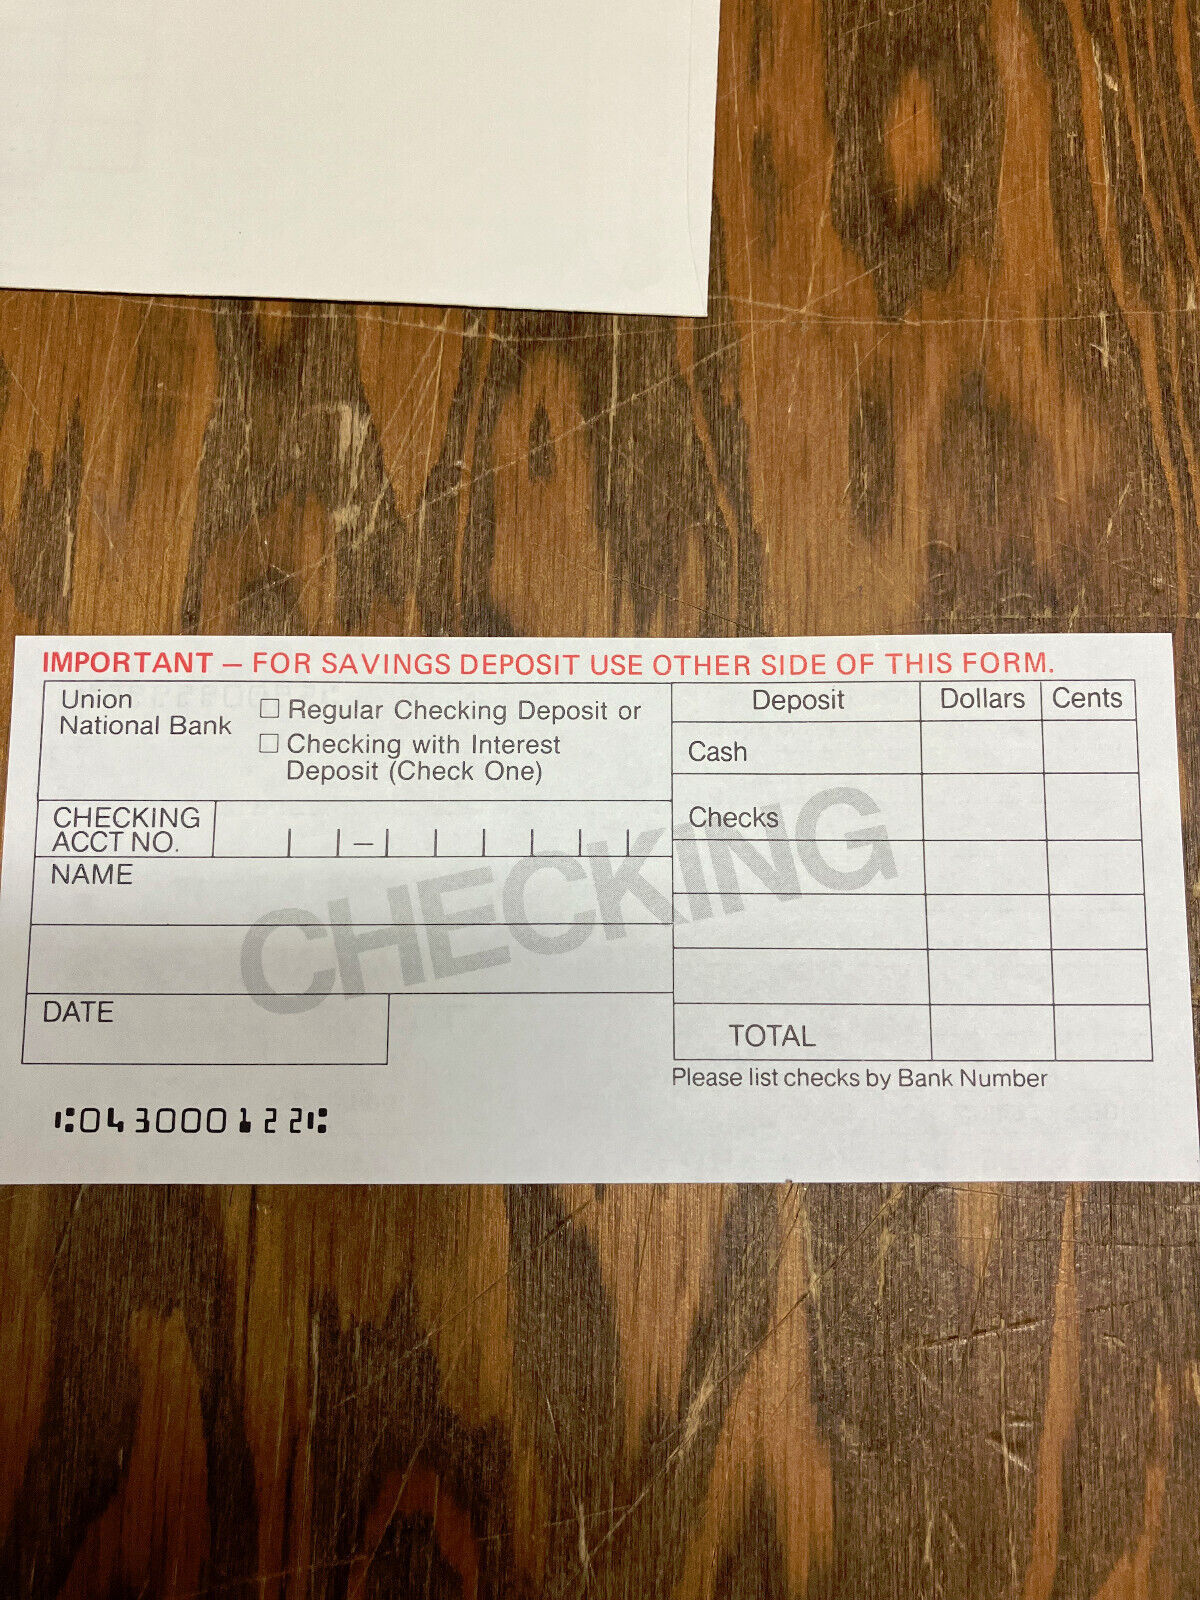 IMPORTANT – FOR SAVINGS DEPOSIT USE OTHER SIDE OF THIS FORM.
Union
National Bank
Regular Checking Deposit or
Checking with Interest
Deposit (Check One)
CHECKING
ACCT NO.
–
NAME
DATE
CHECKING
Deposit Dollars Cents
Cash
Checks
TOTAL
Please list checks by Bank Number
⑆043000122⑆